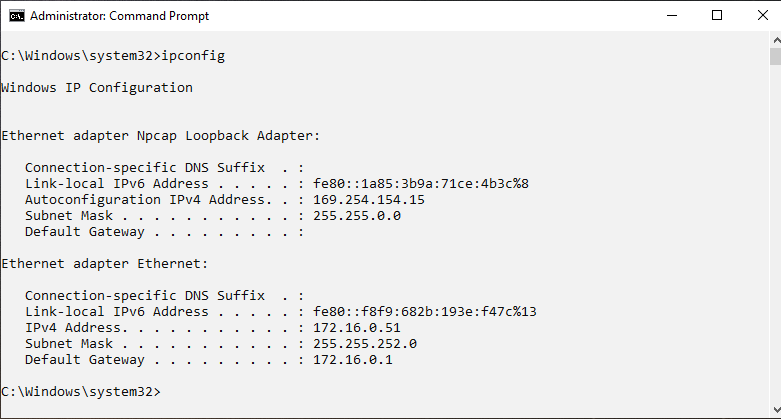 Administrator: Command Prompt
C:\Windows\system32>ipconfig
Windows IP Configuration
Ethernet adapter Npcap Loopback Adapter:
Connection-specific DNS Suffix  . :
Link-local IPv6 Address . . . . . : fe80::1a85:3b9a:71ce:4b3c%8
Autoconfiguration IPv4 Address. . : 169.254.154.15
Subnet Mask . . . . . . . . . . . : 255.255.0.0
Default Gateway . . . . . . . . . :
Ethernet adapter Ethernet:
Connection-specific DNS Suffix  . :
Link-local IPv6 Address . . . . . : fe80::f8f9:682b:193e:f47c%13
IPv4 Address. . . . . . . . . . . : 172.16.0.51
Subnet Mask . . . . . . . . . . . : 255.255.252.0
Default Gateway . . . . . . . . . : 172.16.0.1
C:\Windows\system32>